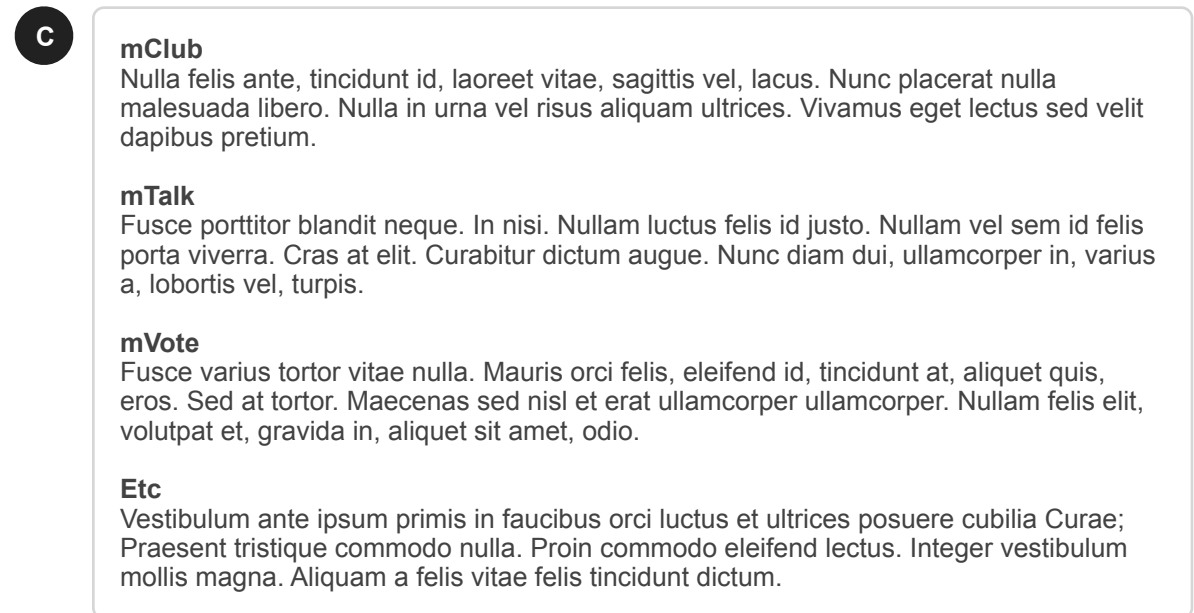 C
mClub
Nulla felis ante, tincidunt id, laoreet vitae, sagittis vel, lacus. Nunc placerat nulla
malesuada libero. Nulla in urna vel risus aliquam ultrices. Vivamus eget lectus sed velit
dapibus pretium.
mTalk
Fusce porttitor blandit neque. In nisi. Nullam luctus felis id justo. Nullam vel sem id felis
porta viverra. Cras at elit. Curabitur dictum augue. Nunc diam dui, ullamcorper in, varius
a, lobortis vel, turpis.
mVote
Fusce varius tortor vitae nulla. Mauris orci felis, eleifend id, tincidunt at, aliquet quis,
eros. Sed at tortor. Maecenas sed nisl et erat ullamcorper ullamcorper. Nullam felis elit,
volutpat et, gravida in, aliquet sit amet, odio.
Etc
Vestibulum ante ipsum primis in faucibus orci luctus et ultrices posuere cubilia Curae;
Praesent tristique commodo nulla. Proin commodo eleifend lectus. Integer vestibulum
mollis magna. Aliquam a felis vitae felis tincidunt dictum.